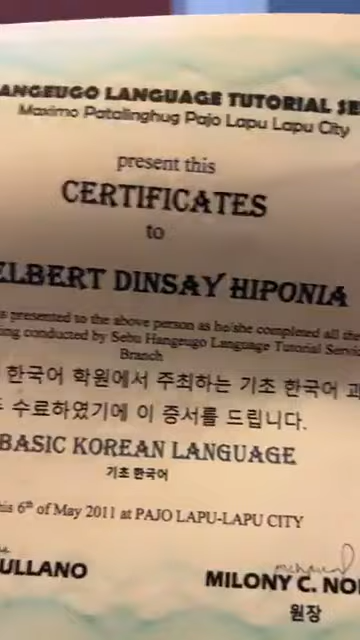 ANGEUGO LANGUAGE TUTORIAL SE
Maximo Patalinghug Pajo Lapu Lapu City
present this
CERTIFICATES
to
ELBERT DINSAY HIPONIA
s presented to the above person as he/she completed all the
ing conducted by Sebu Hangeugo Language Tutorial Servic
Branch
한국어 학원에서 주최하는 기초 한국어 과
수료하였기에 이 증서를 드립니다.
BASIC KOREAN LANGUAGE
기초 한국어
his 6th of May 2011 at PAJO LAPU-LAPU CITY
ULLANO
MILONY C. NO
원장